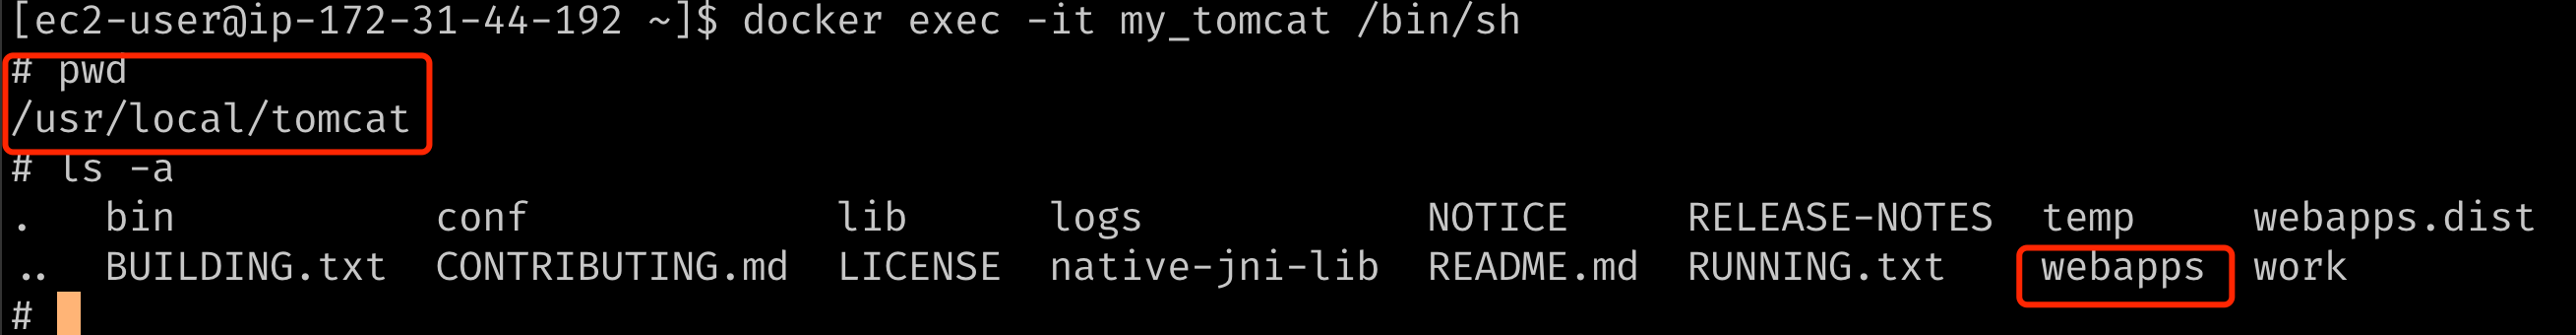 [ec2-user@ip-172-31-44-192 ~]$ docker exec -it my_tomcat /bin/sh
# pwd
/usr/local/tomcat
# ls -a
.   bin           conf             lib      logs            NOTICE     RELEASE-NOTES  temp     webapps.dist
..  BUILDING.txt  CONTRIBUTING.md  LICENSE  native-jni-lib  README.md  RUNNING.txt    webapps  work
#